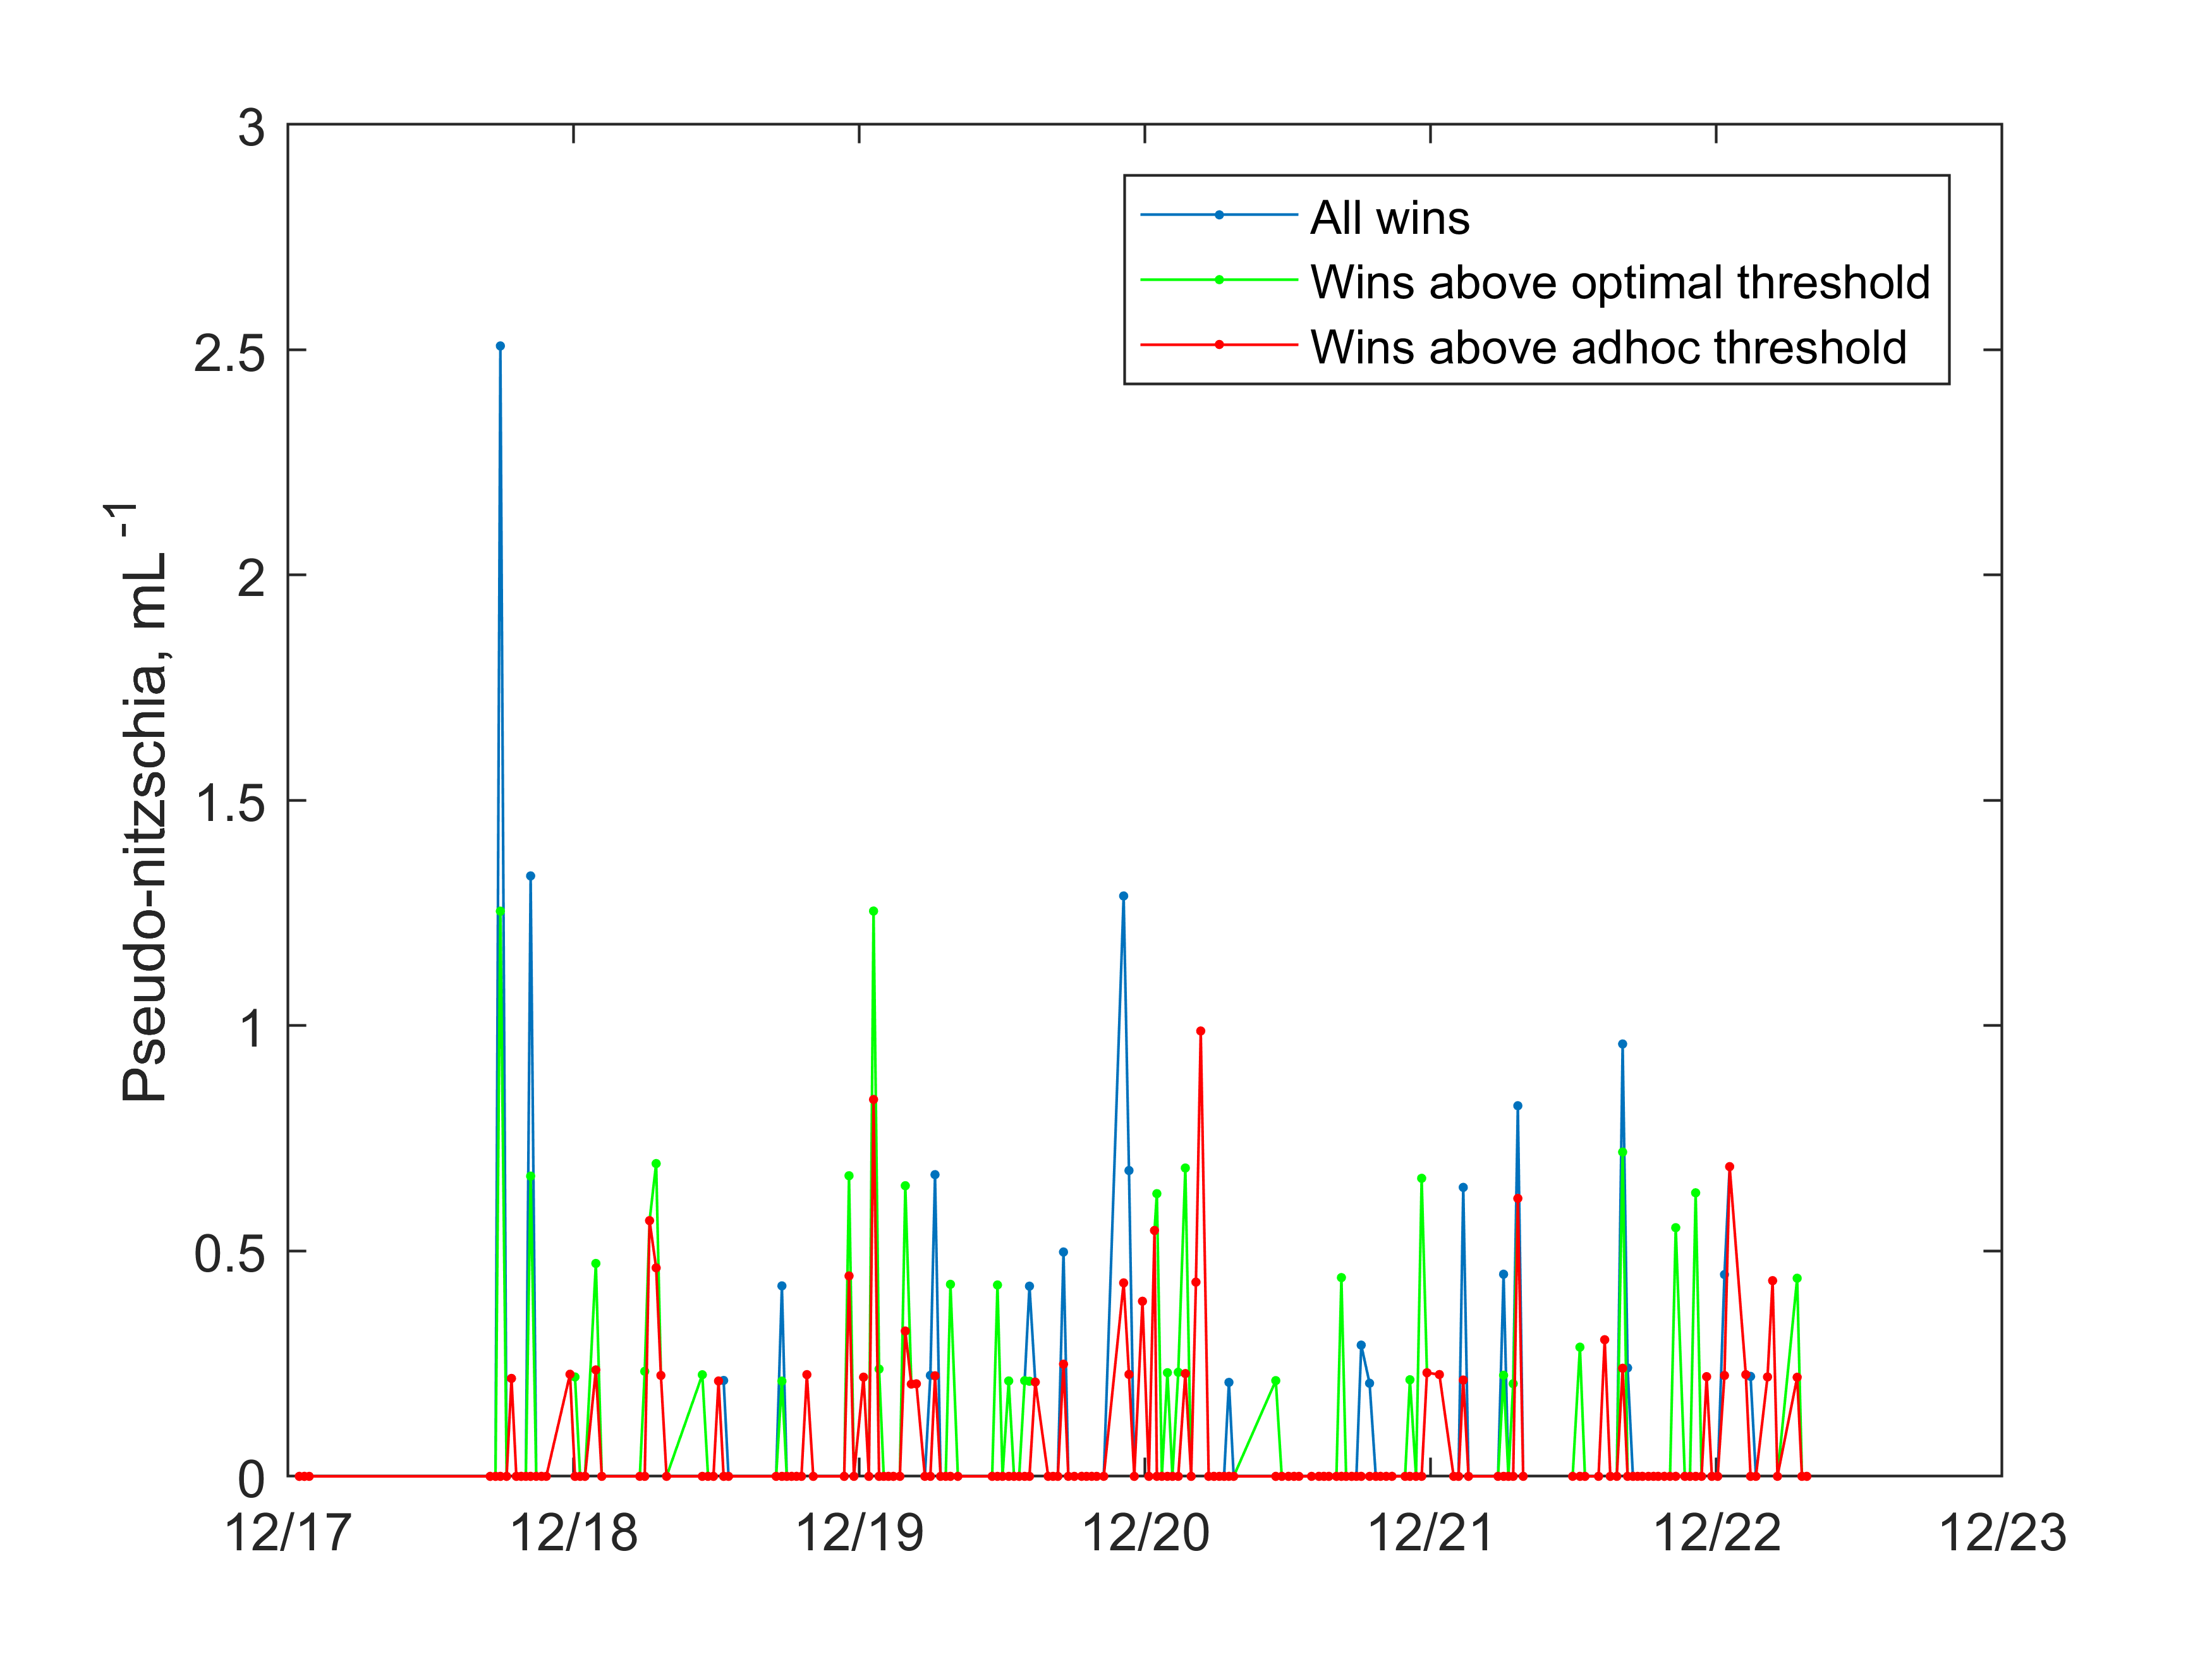 3
2.5
2
1.5
1
0.5
0
Pseudo-nitzschia, mL⁻¹
All wins
Wins above optimal threshold
Wins above adhoc threshold
12/17 12/18 12/19 12/20 12/21 12/22 12/23